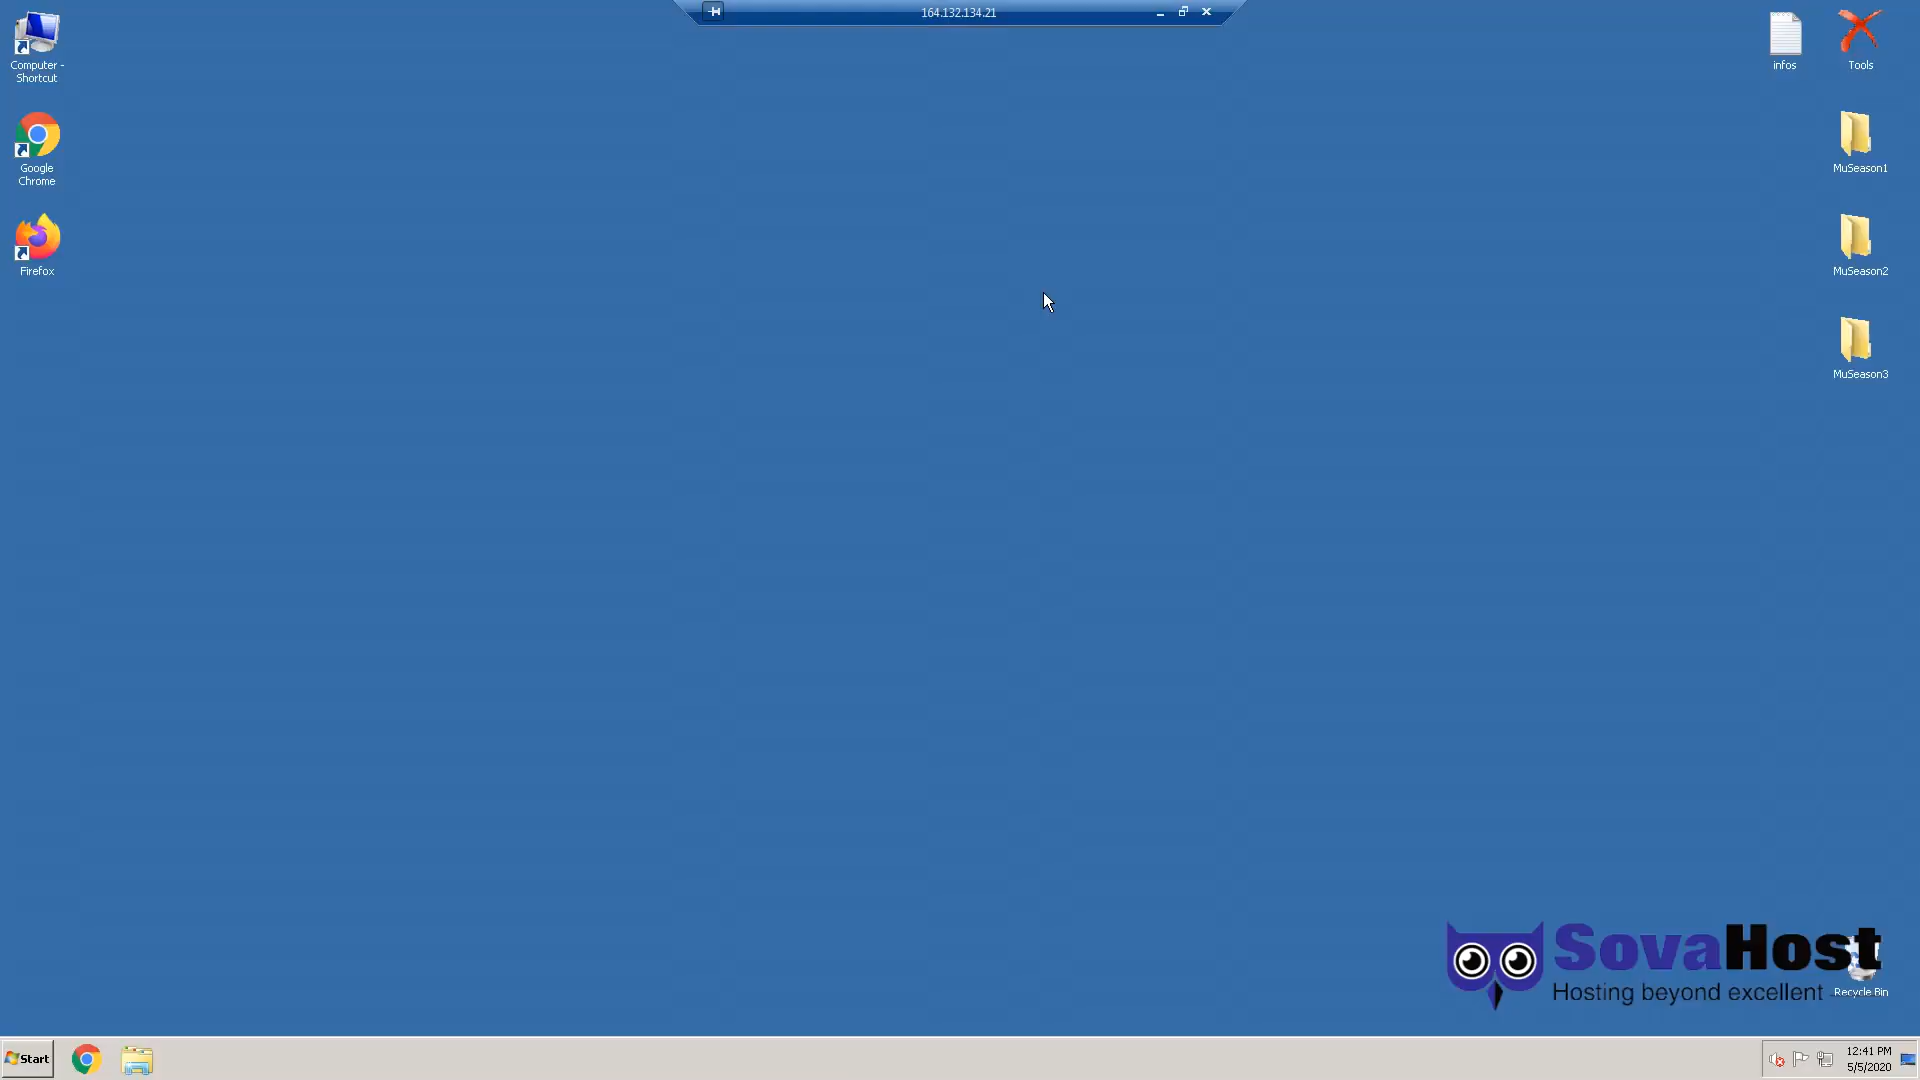 164.132.134.21
Computer -
Shortcut
Google
Chrome
Firefox
infos
Tools
MuSeason1
MuSeason2
MuSeason3
SovaHost
Hosting beyond excellent
Recycle Bin
Start
12:41 PM
5/5/2020